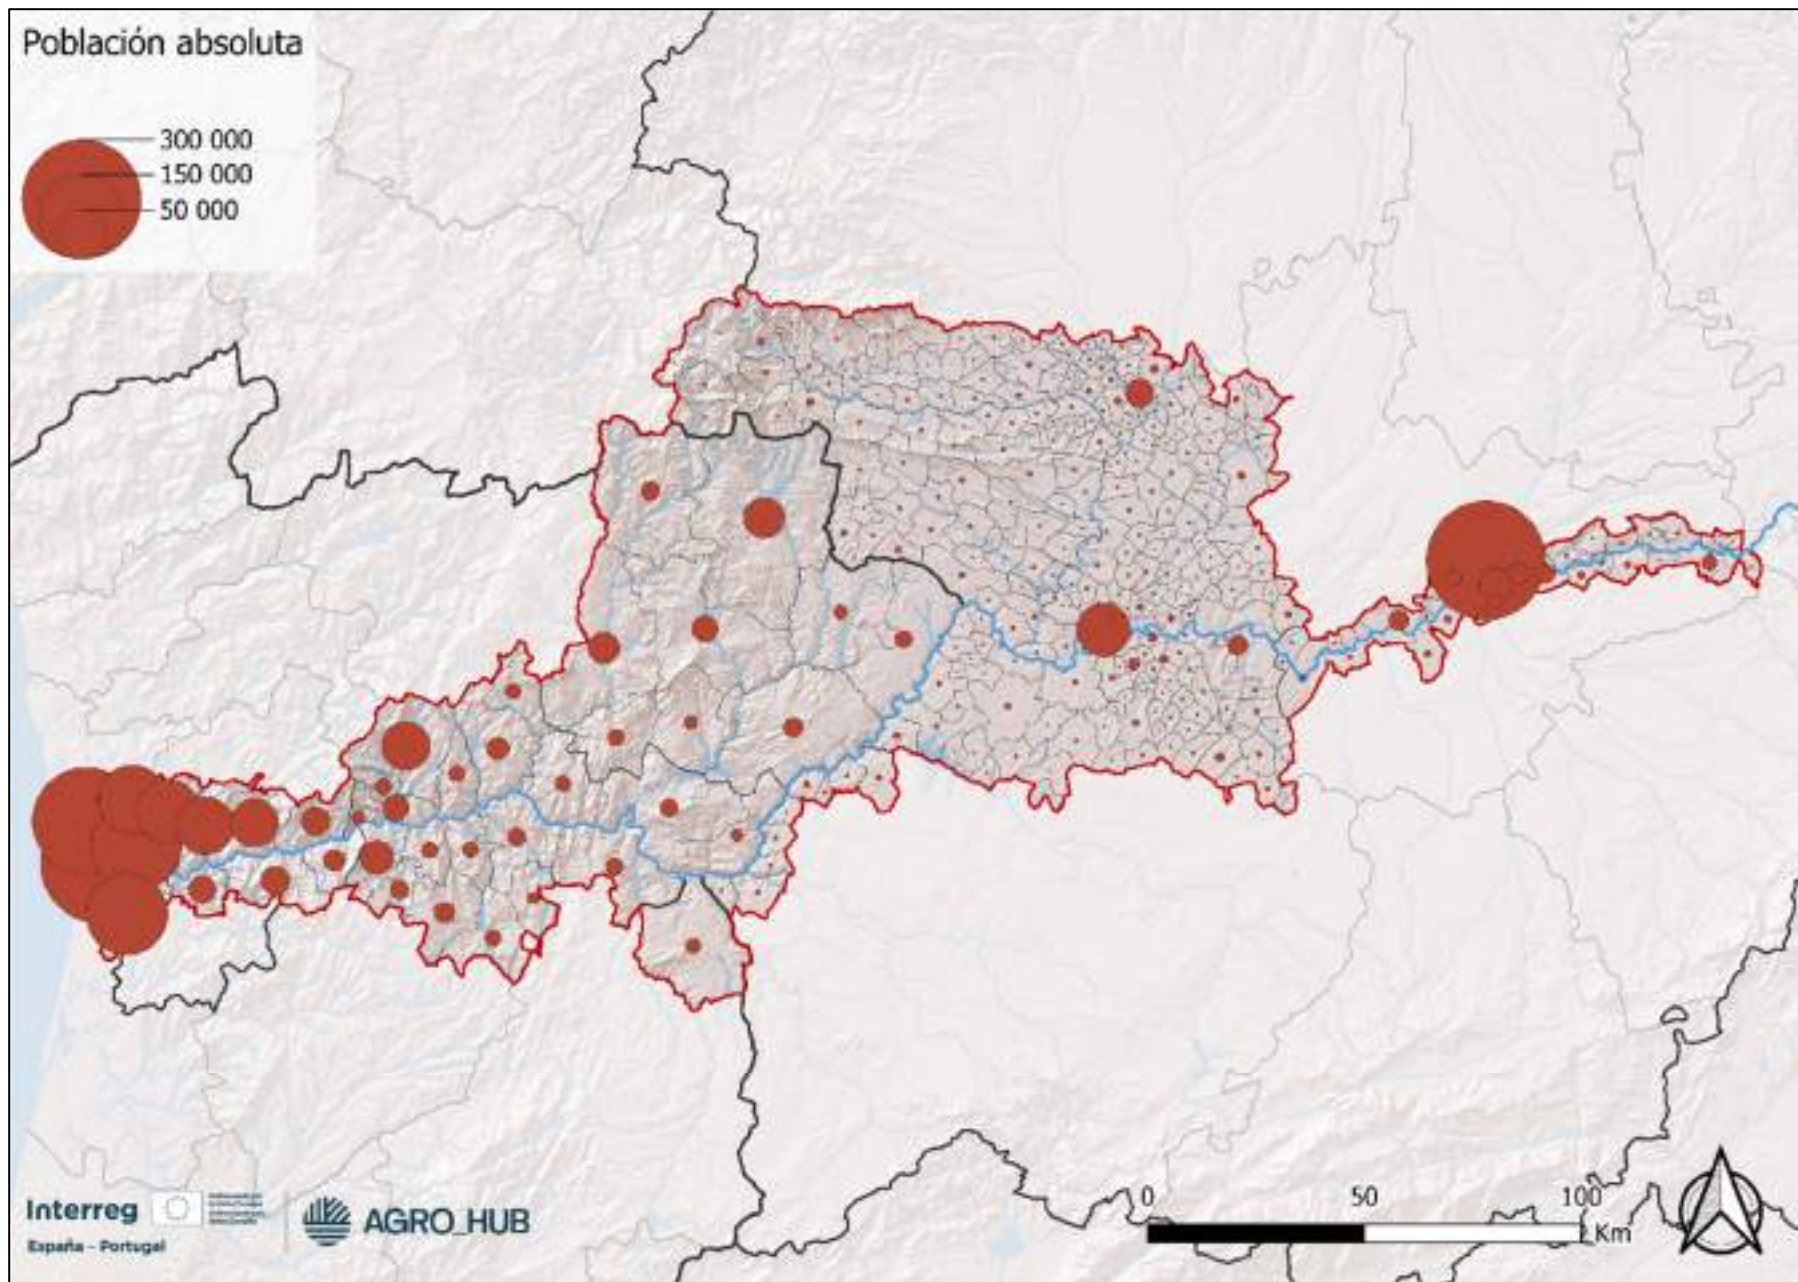 Población absoluta
300 000
150 000
50 000
0 50 100
Km
Interreg
España - Portugal
AGRO_HUB